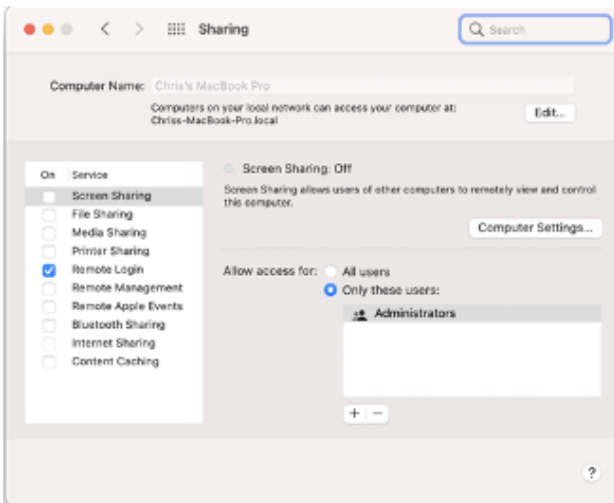 Sharing
Search
Computer Name: Chris's MacBook Pro
Computers on your local network can access your computer at:
Chriss-MacBook-Pro.local
Edit...
On Service
Screen Sharing
File Sharing
Media Sharing
Printer Sharing
Remote Login
Remote Management
Remote Apple Events
Bluetooth Sharing
Internet Sharing
Content Caching
Screen Sharing: Off
Screen Sharing allows users of other computers to remotely view and control
this computer.
Computer Settings...
Allow access for: All users
Only these users:
Administrators
+ −
?